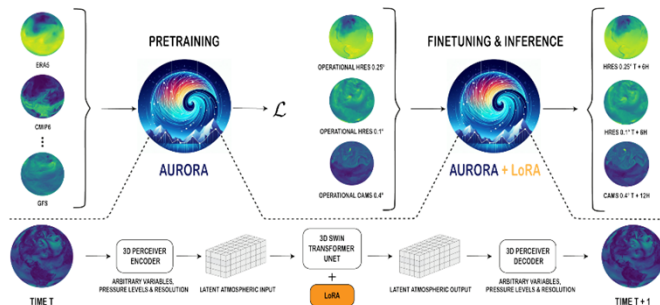 PRETRAINING
FINETUNING & INFERENCE
ERA5
CMIP6
GFS
AURORA
ℒ
OPERATIONAL HRES 0.25°
OPERATIONAL HRES 0.1°
OPERATIONAL CAMS 0.4°
AURORA + LoRA
HRES 0.25° T + 6H
HRES 0.1° T + 6H
CAMS 0.4° T + 12H
TIME T
3D PERCEIVER
ENCODER
ARBITRARY VARIABLES,
PRESSURE LEVELS & RESOLUTION
LATENT ATMOSPHERIC INPUT
3D SWIN
TRANSFORMER
UNET
+
LoRA
LATENT ATMOSPHERIC OUTPUT
3D PERCEIVER
DECODER
ARBITRARY VARIABLES,
PRESSURE LEVELS & RESOLUTION
TIME T + 1